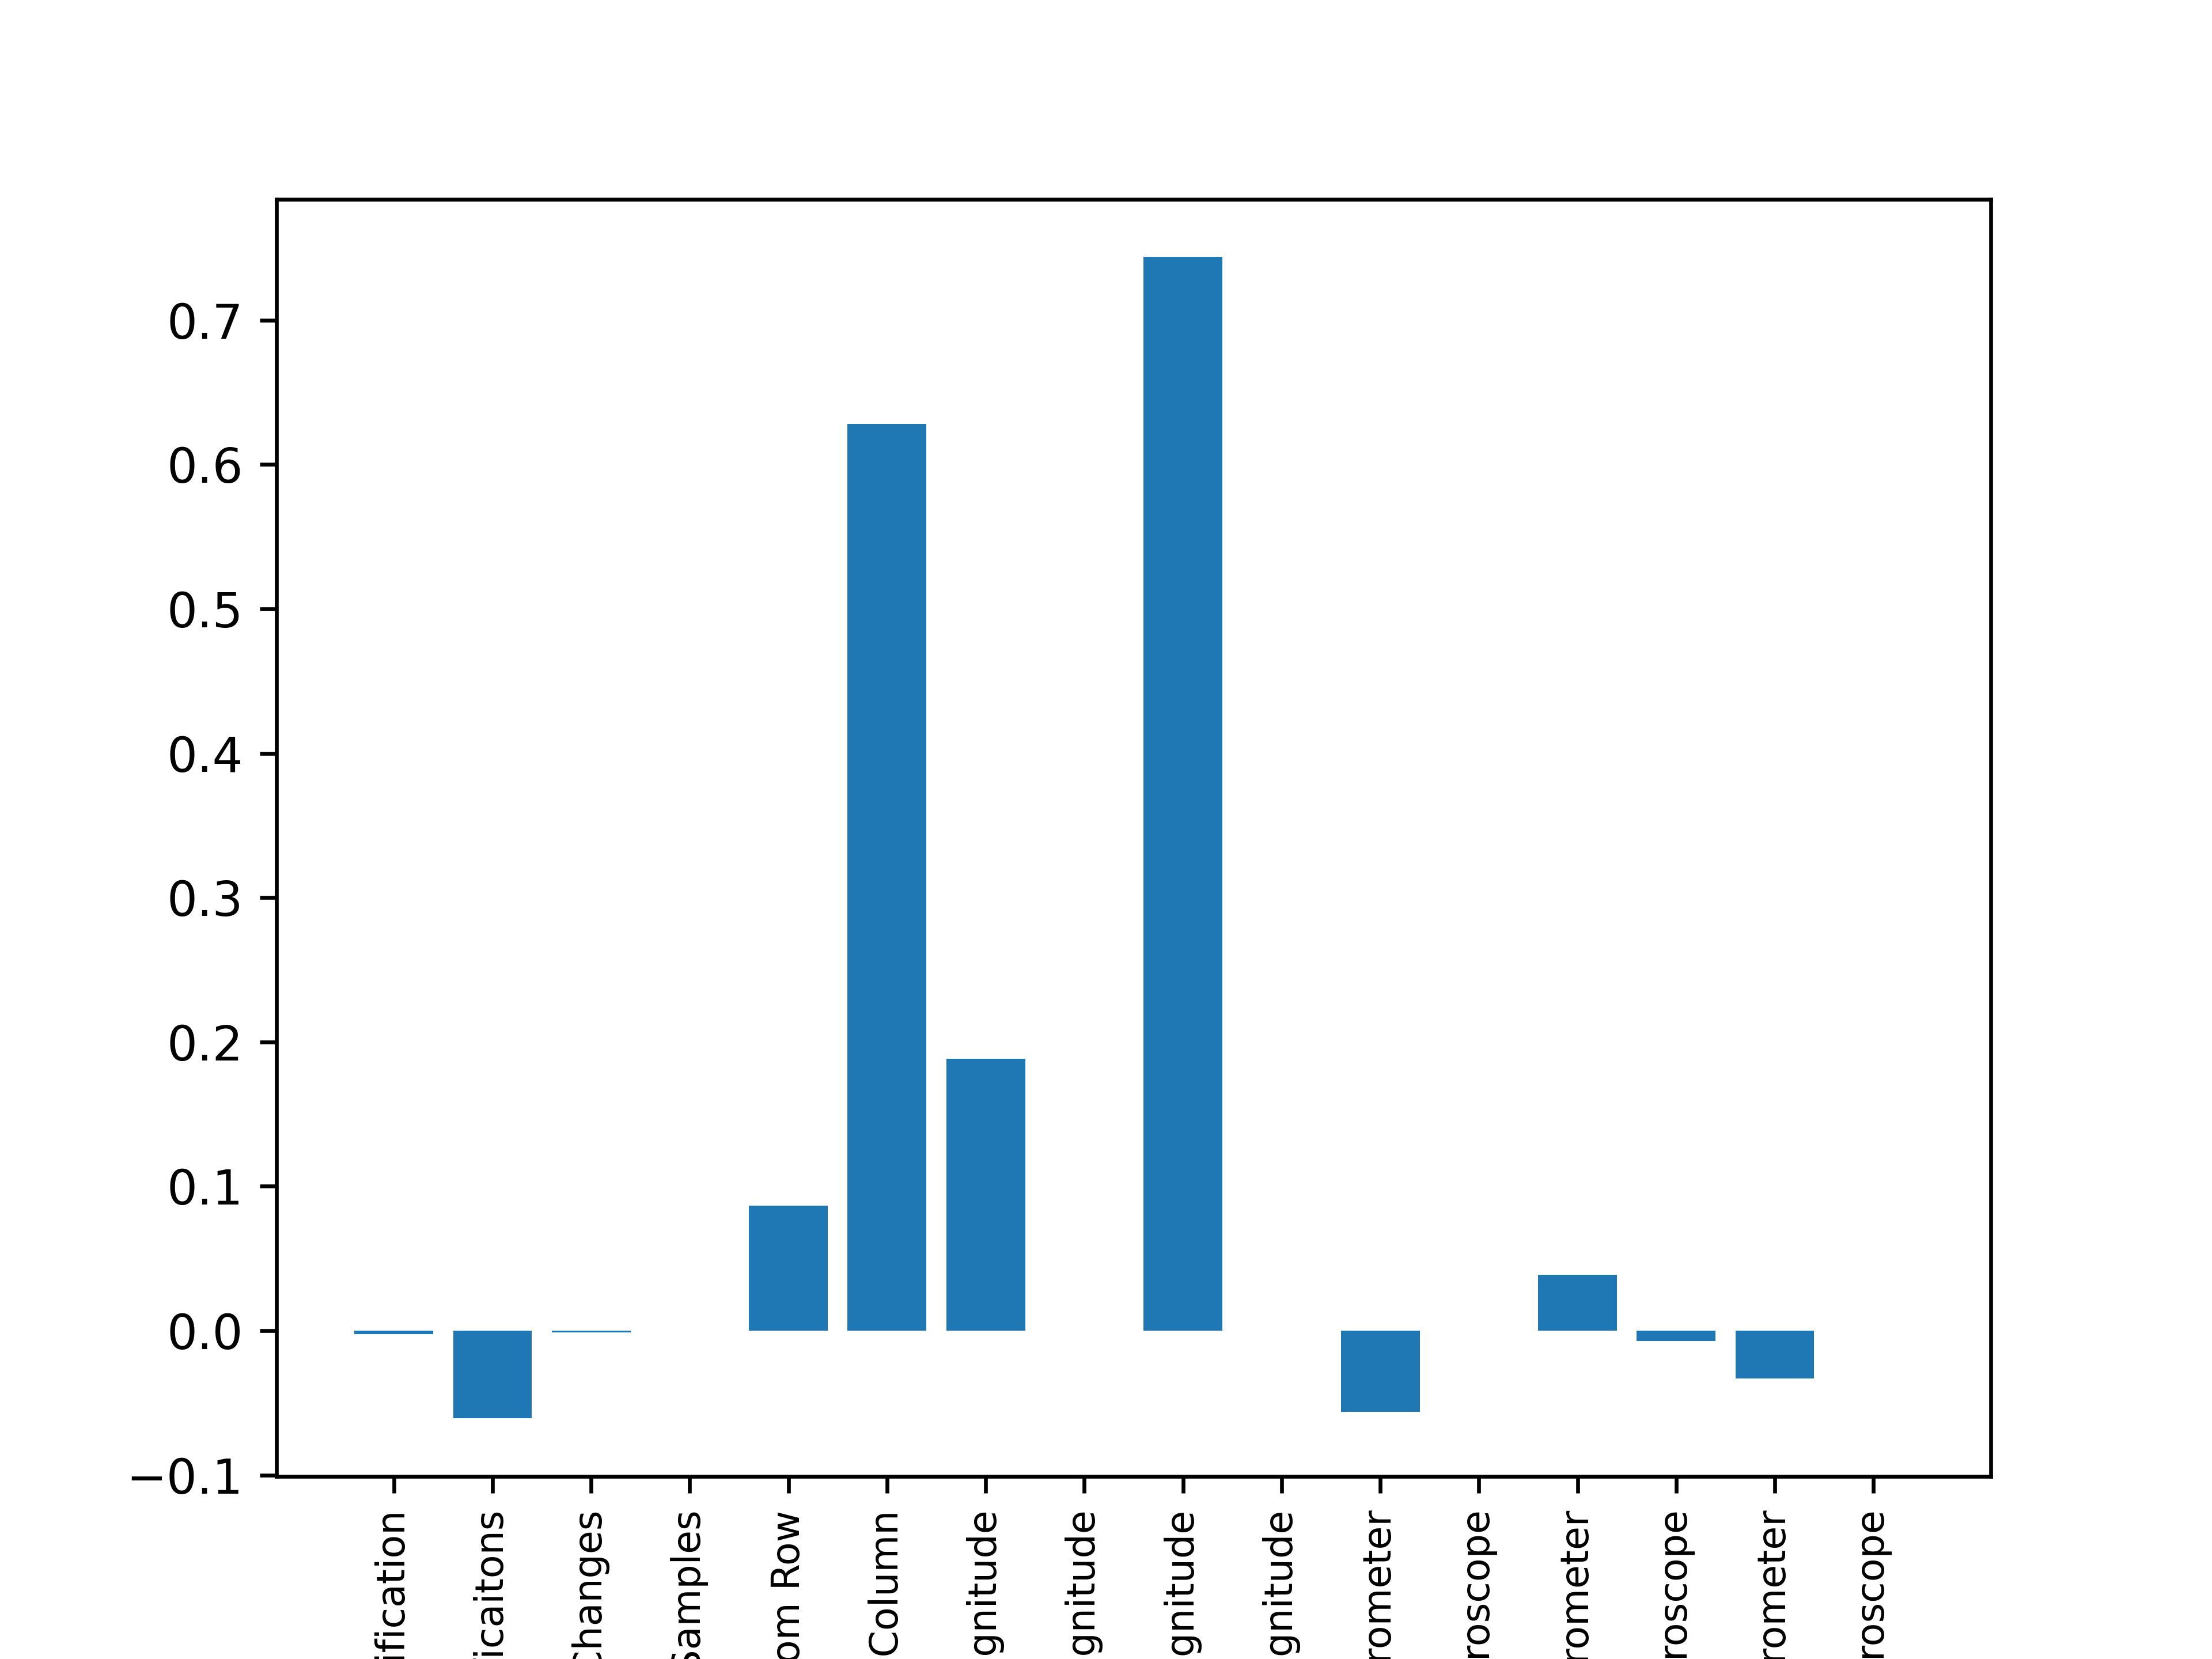 0.7
0.6
0.5
0.4
0.3
0.2
0.1
0.0
−0.1
ification
icaitons
Changes
Samples
om Row
Column
gnitude
gnitude
gnitude
gnitude
rometer
roscope
rometer
roscope
rometer
roscope